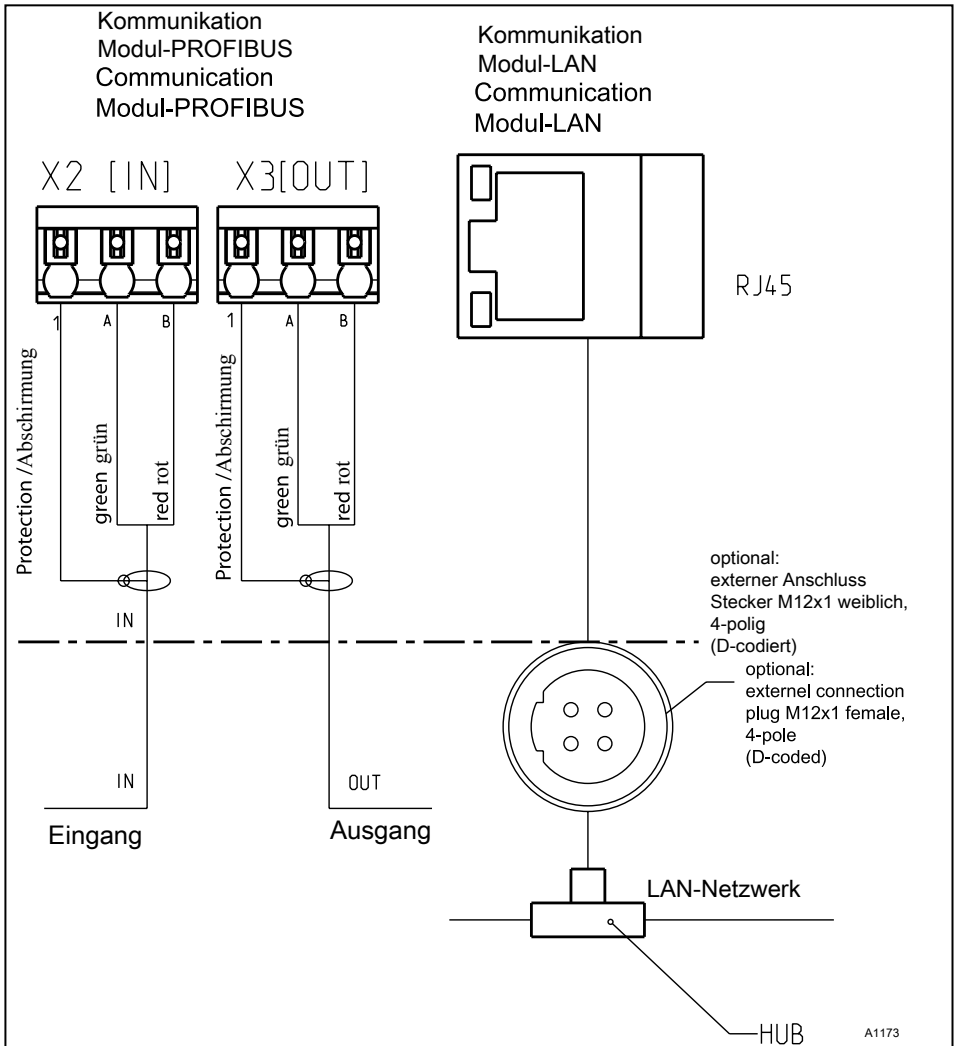 Kommunikation
Modul-PROFIBUS
Communication
Modul-PROFIBUS
Kommunikation
Modul-LAN
Communication
Modul-LAN
X2 [IN]
X3[OUT]
RJ45
1
A
B
1
A
B
Protection /Abschirmung
green grün
red rot
Protection /Abschirmung
green grün
red rot
IN
optional:
externer Anschluss
Stecker M12x1 weiblich,
4-polig
(D-codiert)
optional:
externel connection
plug M12x1 female,
4-pole
(D-coded)
IN
OUT
Eingang
Ausgang
LAN-Netzwerk
HUB
A1173